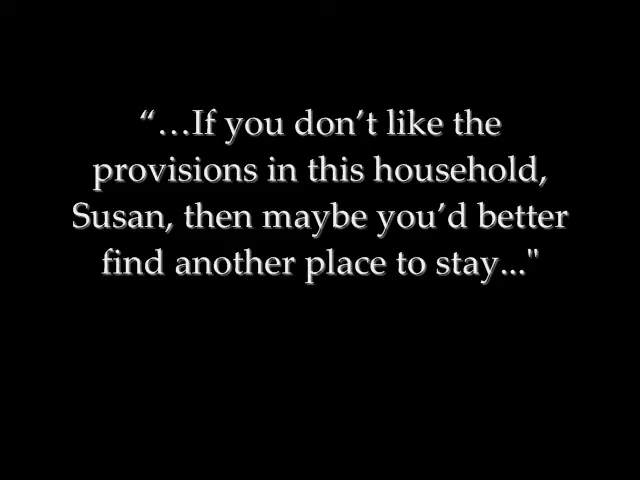 “…If you don’t like the
provisions in this household,
Susan, then maybe you’d better
find another place to stay..."